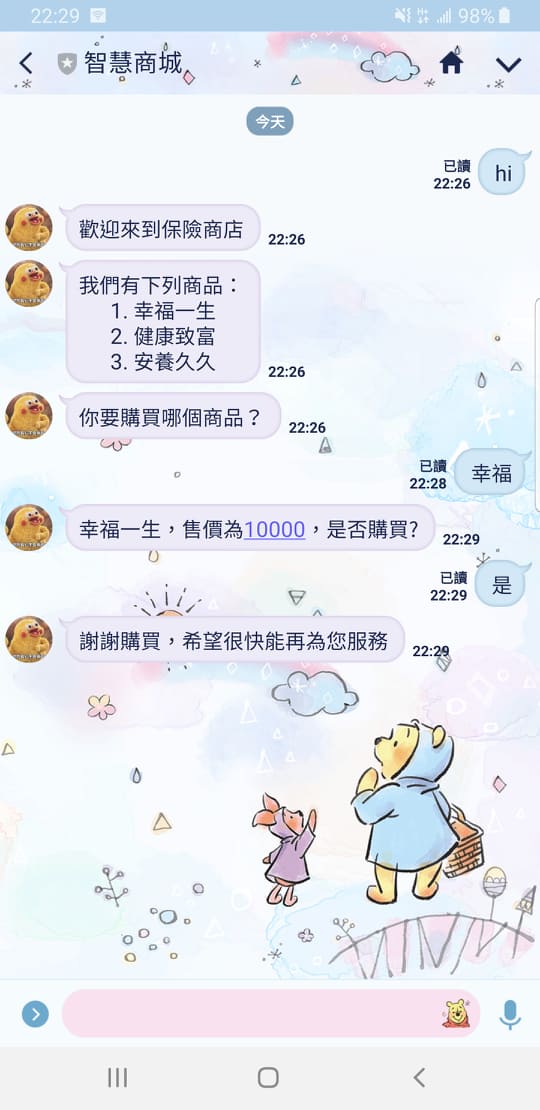 22:29
98%
智慧商城
今天
已讀
22:26
hi
歡迎來到保險商店
22:26
我們有下列商品：
1. 幸福一生
2. 健康致富
3. 安養久久
22:26
你要購買哪個商品？
22:26
已讀
22:28
幸福
幸福一生，售價為10000，是否購買?
22:29
已讀
22:29
是
謝謝購買，希望很快能再為您服務
22:29